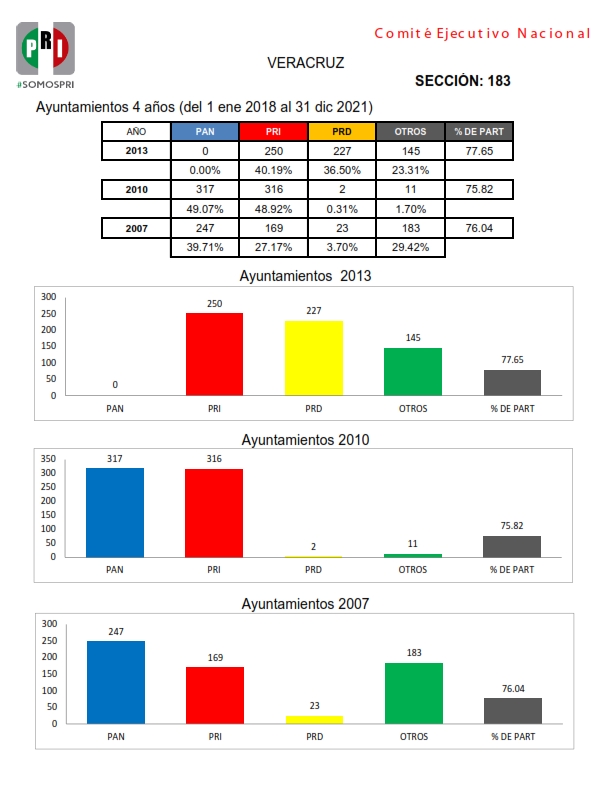 Comité Ejecutivo Nacional
PRI
#SOMOSPRI
VERACRUZ
SECCIÓN: 183
Ayuntamientos 4 años (del 1 ene 2018 al 31 dic 2021)
AÑO PAN PRI PRD OTROS % DE PART
2013 0 250 227 145 77.65
0.00% 40.19% 36.50% 23.31%
2010 317 316 2 11 75.82
49.07% 48.92% 0.31% 1.70%
2007 247 169 23 183 76.04
39.71% 27.17% 3.70% 29.42%
Ayuntamientos 2013
300
250
200
150
100
50
0
0 250 227 145 77.65
PAN PRI PRD OTROS % DE PART
Ayuntamientos 2010
350
300
250
200
150
100
50
0
317 316 2 11 75.82
PAN PRI PRD OTROS % DE PART
Ayuntamientos 2007
300
250
200
150
100
50
0
247 169 23 183 76.04
PAN PRI PRD OTROS % DE PART